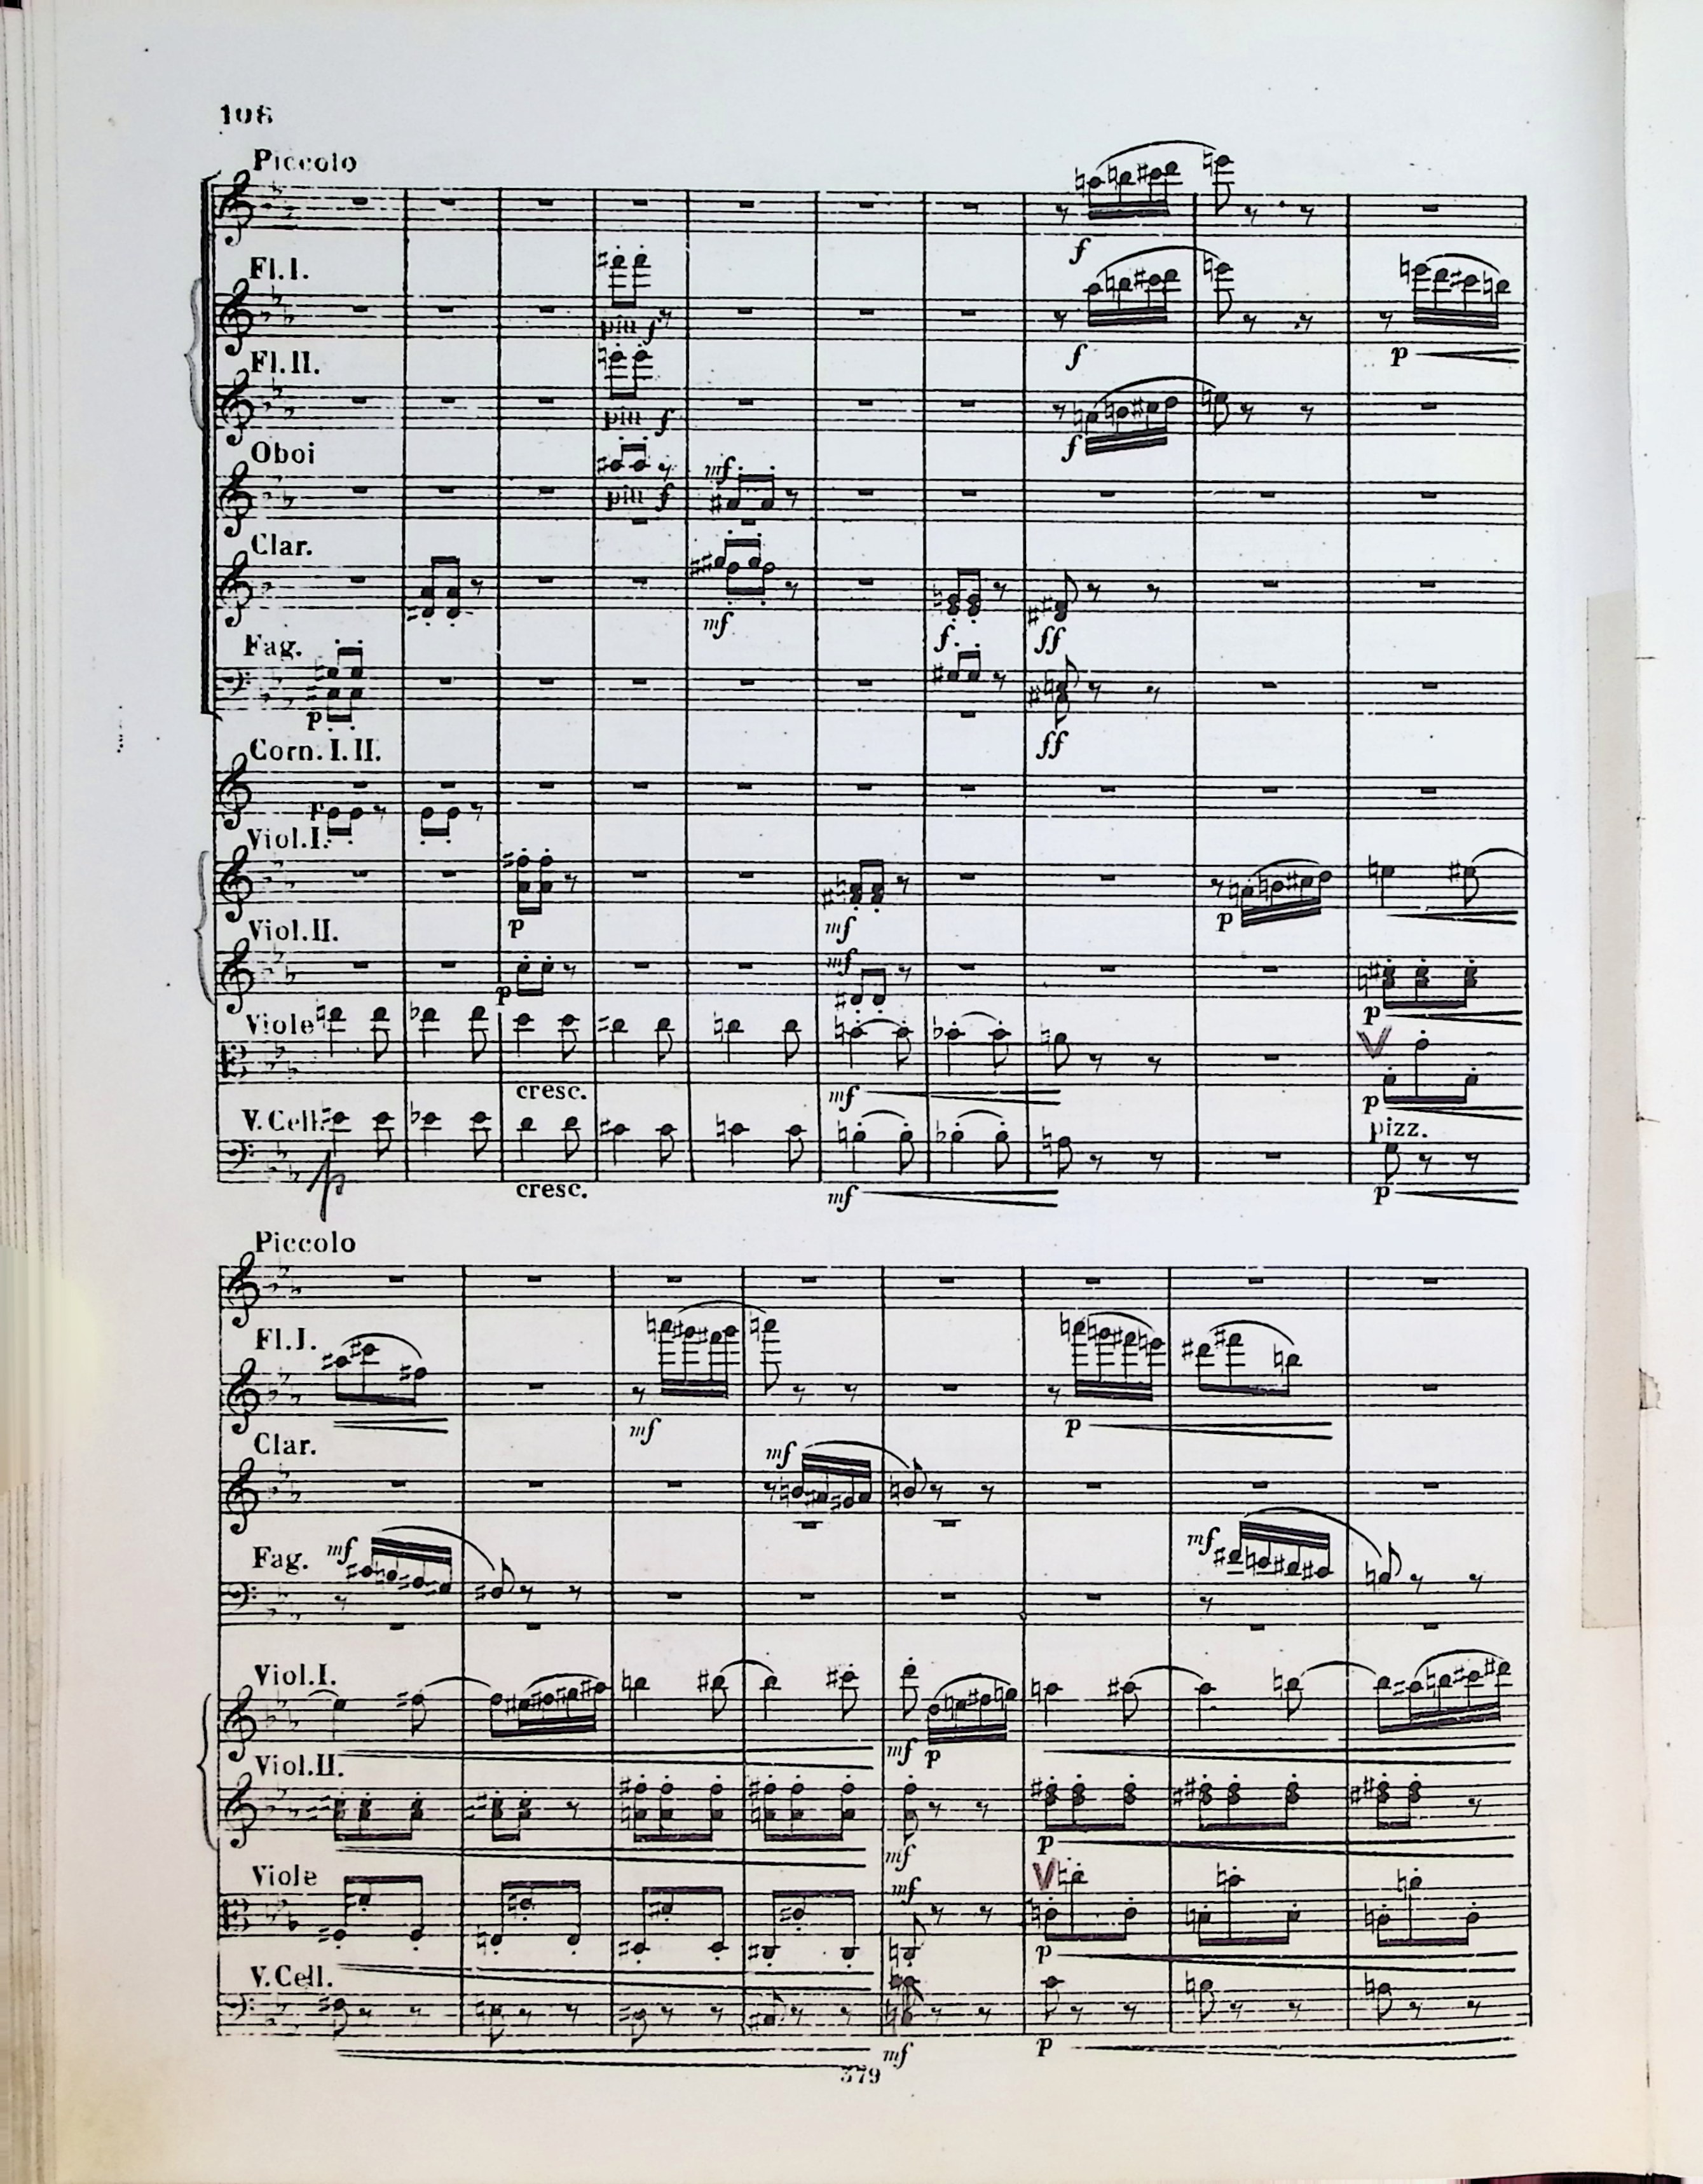 108
Piccolo
f
Fl. I.
più f
f
p
Fl. II.
più f
f
Oboi
più f
mf
Clar.
mf
f
ff
Fag.
p
ff
Corn. I. II.
p
Viol. I.
p
mf
p
Viol. II.
p
mf
p
Viole
cresc.
mf
p
V. Cell.
p
cresc.
mf
pizz.
p
Piccolo
Fl. I.
mf
p
Clar.
mf
Fag.
mf
mf
Viol. I.
mf
p
Viol. II.
mf
p
Viole
mf
p
V. Cell.
mf
p
379